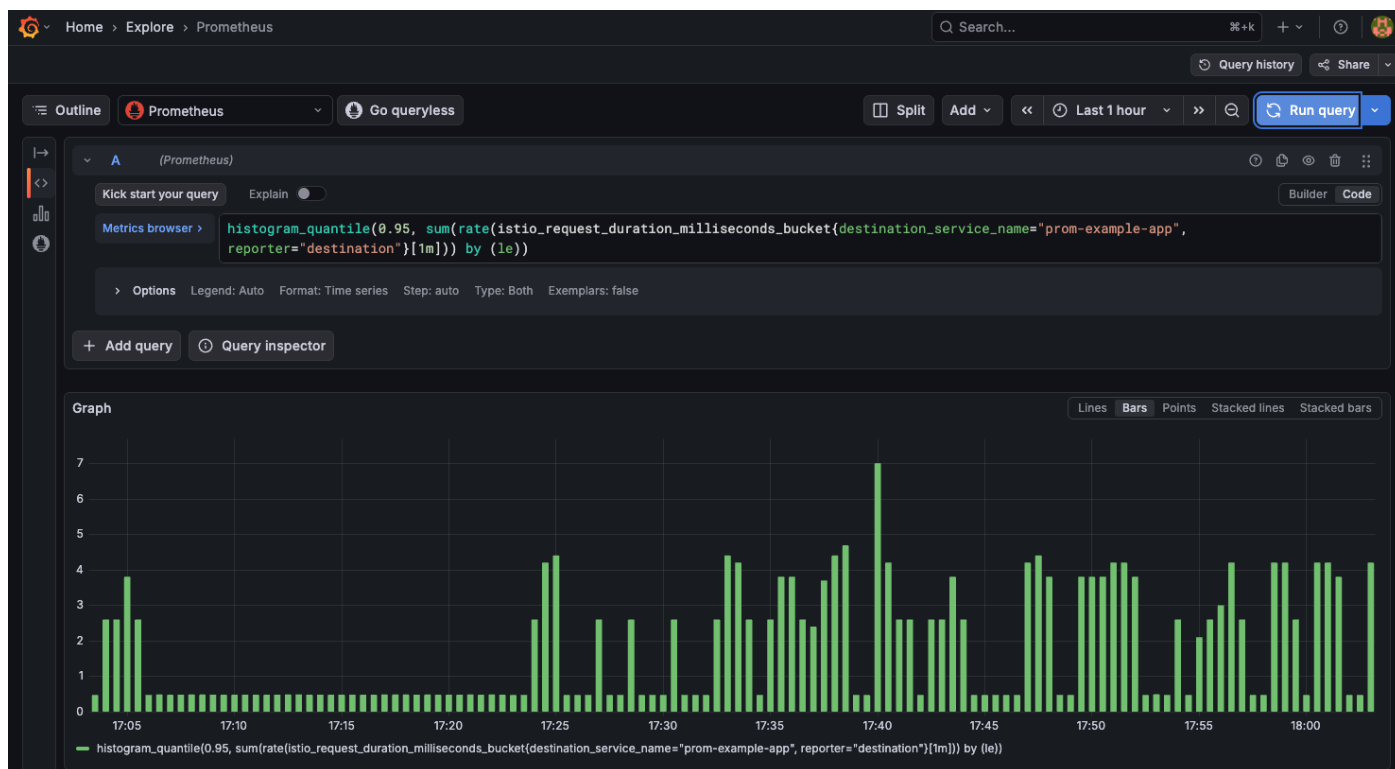 Home › Explore › Prometheus
Search...
⌘+k
Query history
Share
Outline
Prometheus
Go queryless
Split
Add
Last 1 hour
Run query
A (Prometheus)
Kick start your query
Explain
Builder
Code
Metrics browser >
histogram_quantile(0.95, sum(rate(istio_request_duration_milliseconds_bucket{destination_service_name="prom-example-app",
reporter="destination"}[1m])) by (le))
Options Legend: Auto Format: Time series Step: auto Type: Both Exemplars: false
+ Add query
Query inspector
Graph
Lines Bars Points Stacked lines Stacked bars
7
6
5
4
3
2
1
0
17:05 17:10 17:15 17:20 17:25 17:30 17:35 17:40 17:45 17:50 17:55 18:00
histogram_quantile(0.95, sum(rate(istio_request_duration_milliseconds_bucket{destination_service_name="prom-example-app", reporter="destination"}[1m])) by (le))